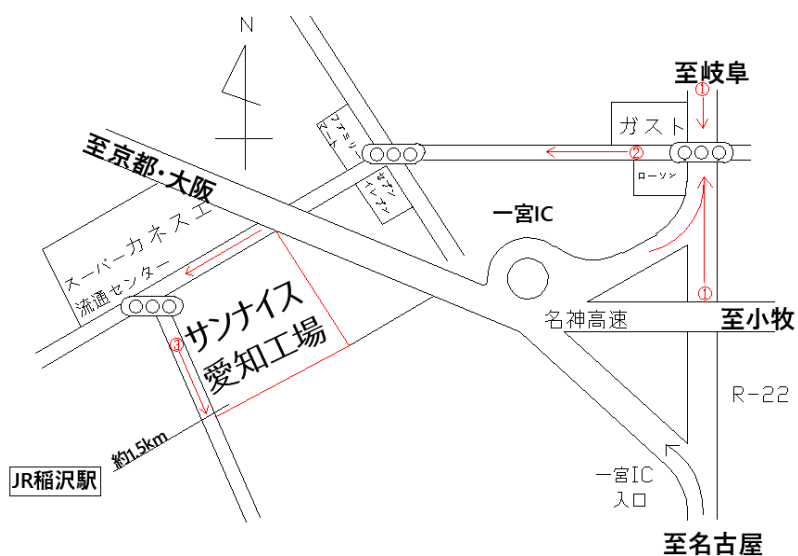 N
至岐阜
①
ガスト
ファミリー
マート
②
至京都・大阪
セブン
イレブン
ローソン
一宮IC
スーパーカネスエ
流通センター
①
名神高速
至小牧
サンナイス
愛知工場
③
R-22
約1.5km
JR稲沢駅
一宮IC
入口
至名古屋